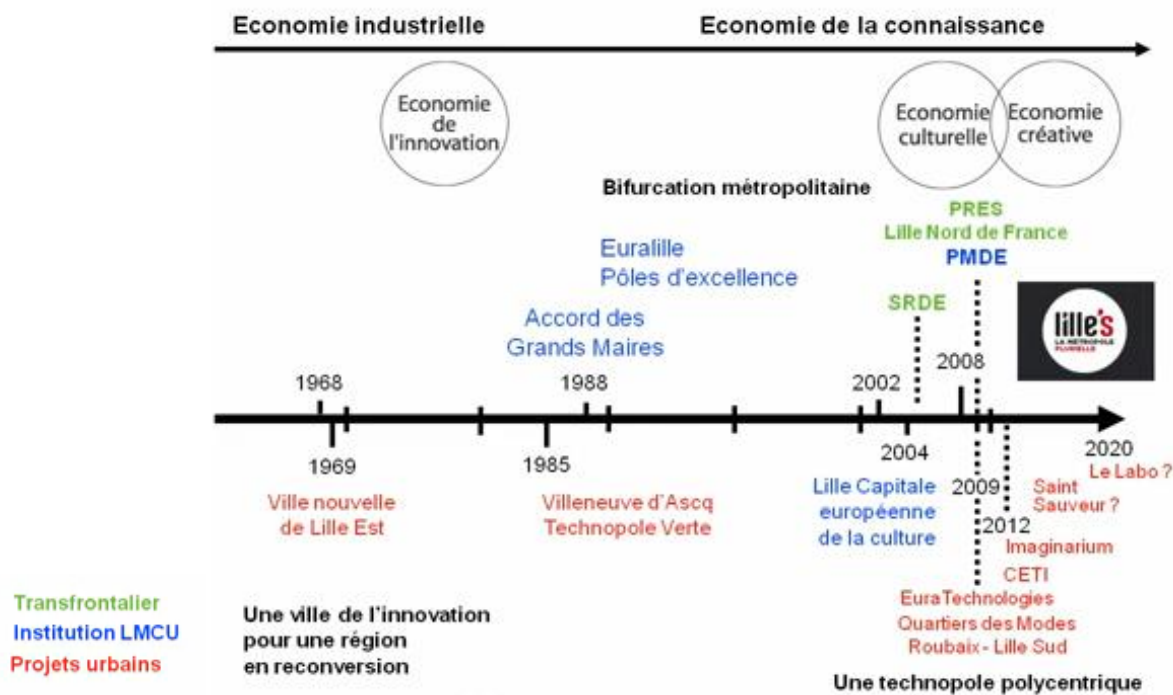 Economie industrielle
Economie de la connaissance
Economie
de
l'innovation
Economie
culturelle
Economie
créative
Bifurcation métropolitaine
PRES
Lille Nord de France
PMDE
Euralille
Pôles d'excellence
SRDE
lille's
LA MÉTROPOLE
PLURIELLE
Accord des
Grands Maires
1968
1988
2002
2008
1969
1985
2004
2020
Ville nouvelle
de Lille Est
Villeneuve d'Ascq
Technopole Verte
Lille Capitale
européenne
de la culture
2009
Le Labo ?
Saint
Sauveur ?
2012
Imaginarium
CETI
EuraTechnologies
Quartiers des Modes
Roubaix - Lille Sud
Transfrontalier
Institution LMCU
Projets urbains
Une ville de l'innovation
pour une région
en reconversion
Une technopole polycentrique